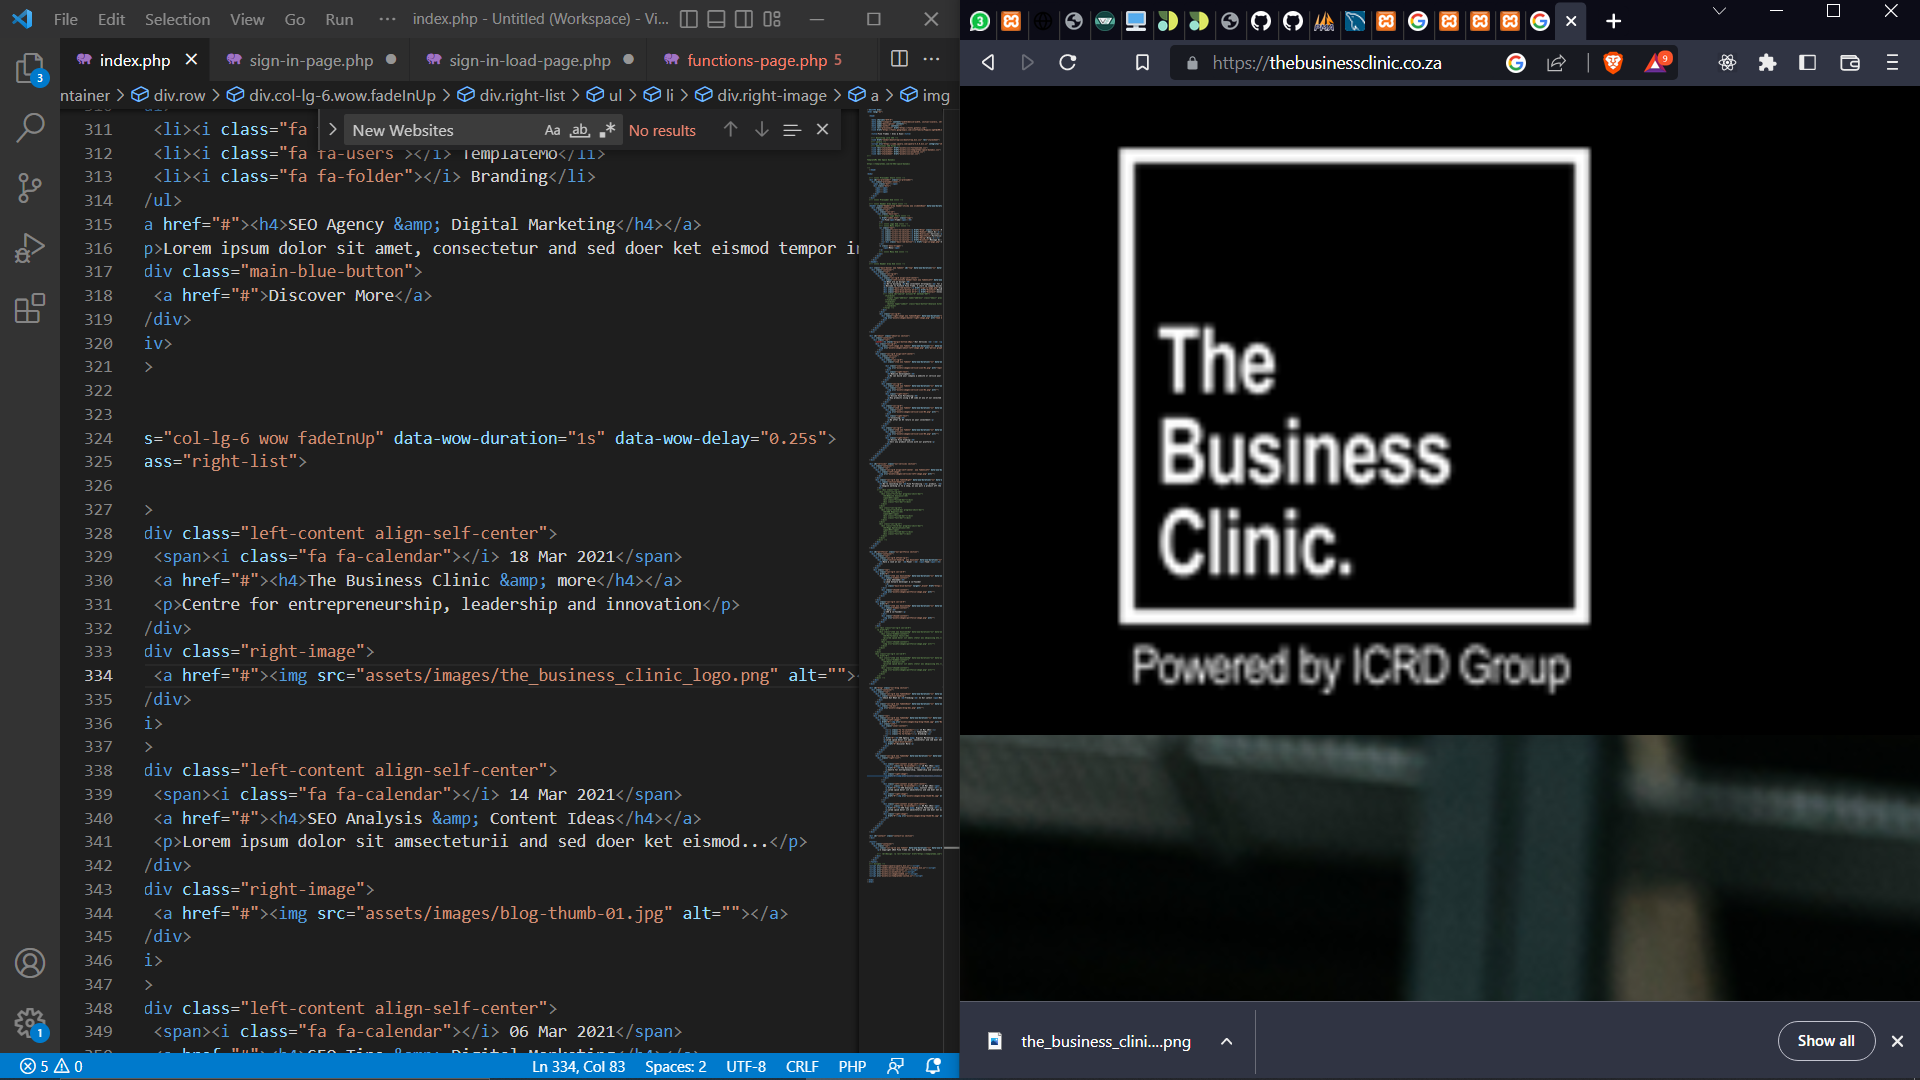 File Edit Selection View Go Run ··· index.php - Untitled (Workspace) - Vi...
index.php sign-in-page.php sign-in-load-page.php functions-page.php 5
ntainer > div.row > div.col-lg-6.wow.fadeInUp > div.right-list > ul > li > div.right-image > a > img
New Websites Aa ab No results
311 <li><i class="fa
312 <li><i class="fa fa-users"></i> TemplateMo</li>
313 <li><i class="fa fa-folder"></i> Branding</li>
314 /ul>
315 a href="#"><h4>SEO Agency &amp; Digital Marketing</h4></a>
316 p>Lorem ipsum dolor sit amet, consectetur and sed doer ket eismod tempor i
317 div class="main-blue-button">
318 <a href="#">Discover More</a>
319 /div>
320 iv>
321 >
322
323
324 s="col-lg-6 wow fadeInUp" data-wow-duration="1s" data-wow-delay="0.25s">
325 ass="right-list">
326
327 >
328 div class="left-content align-self-center">
329 <span><i class="fa fa-calendar"></i> 18 Mar 2021</span>
330 <a href="#"><h4>The Business Clinic &amp; more</h4></a>
331 <p>Centre for entrepreneurship, leadership and innovation</p>
332 /div>
333 div class="right-image">
334 <a href="#"><img src="assets/images/the_business_clinic_logo.png" alt="">
335 /div>
336 i>
337 >
338 div class="left-content align-self-center">
339 <span><i class="fa fa-calendar"></i> 14 Mar 2021</span>
340 <a href="#"><h4>SEO Analysis &amp; Content Ideas</h4></a>
341 <p>Lorem ipsum dolor sit amsecteturii and sed doer ket eismod...</p>
342 /div>
343 div class="right-image">
344 <a href="#"><img src="assets/images/blog-thumb-01.jpg" alt=""></a>
345 /div>
346 i>
347 >
348 div class="left-content align-self-center">
349 <span><i class="fa fa-calendar"></i> 06 Mar 2021</span>
3
1
5 0 Ln 334, Col 83 Spaces: 2 UTF-8 CRLF PHP
3
https://thebusinessclinic.co.za
9
The
Business
Clinic.
Powered by ICRD Group
the_business_clini....png
Show all